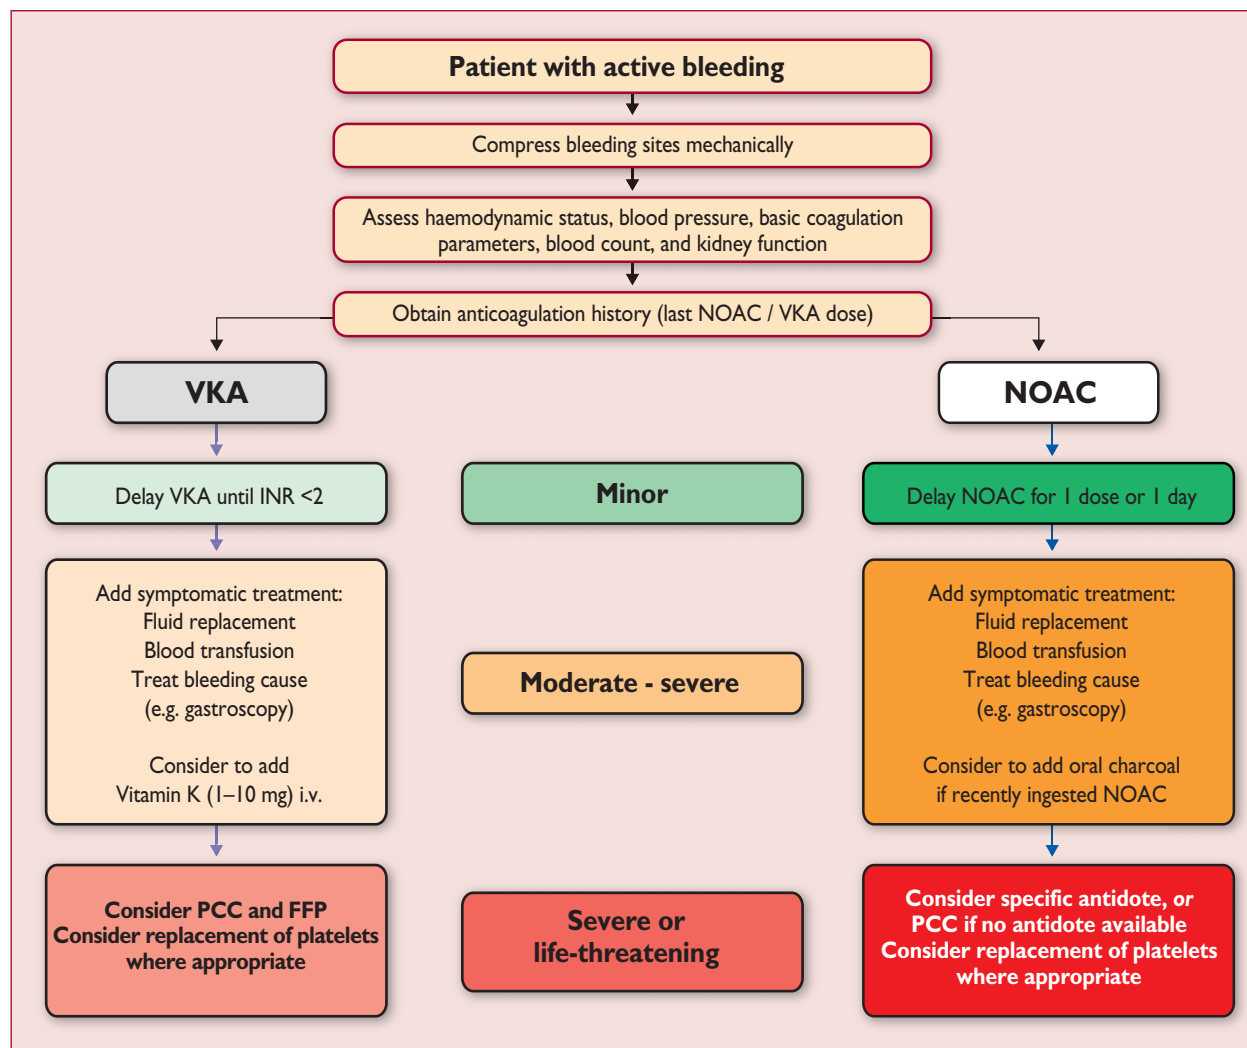 Patient with active bleeding
Compress bleeding sites mechanically
Assess haemodynamic status, blood pressure, basic coagulation
parameters, blood count, and kidney function
Obtain anticoagulation history (last NOAC / VKA dose)
VKA
NOAC
Delay VKA until INR <2
Minor
Delay NOAC for 1 dose or 1 day
Add symptomatic treatment:
Fluid replacement
Blood transfusion
Treat bleeding cause
(e.g. gastroscopy)
Consider to add
Vitamin K (1–10 mg) i.v.
Moderate - severe
Add symptomatic treatment:
Fluid replacement
Blood transfusion
Treat bleeding cause
(e.g. gastroscopy)
Consider to add oral charcoal
if recently ingested NOAC
Consider PCC and FFP
Consider replacement of platelets
where appropriate
Severe or
life-threatening
Consider specific antidote, or
PCC if no antidote available
Consider replacement of platelets
where appropriate